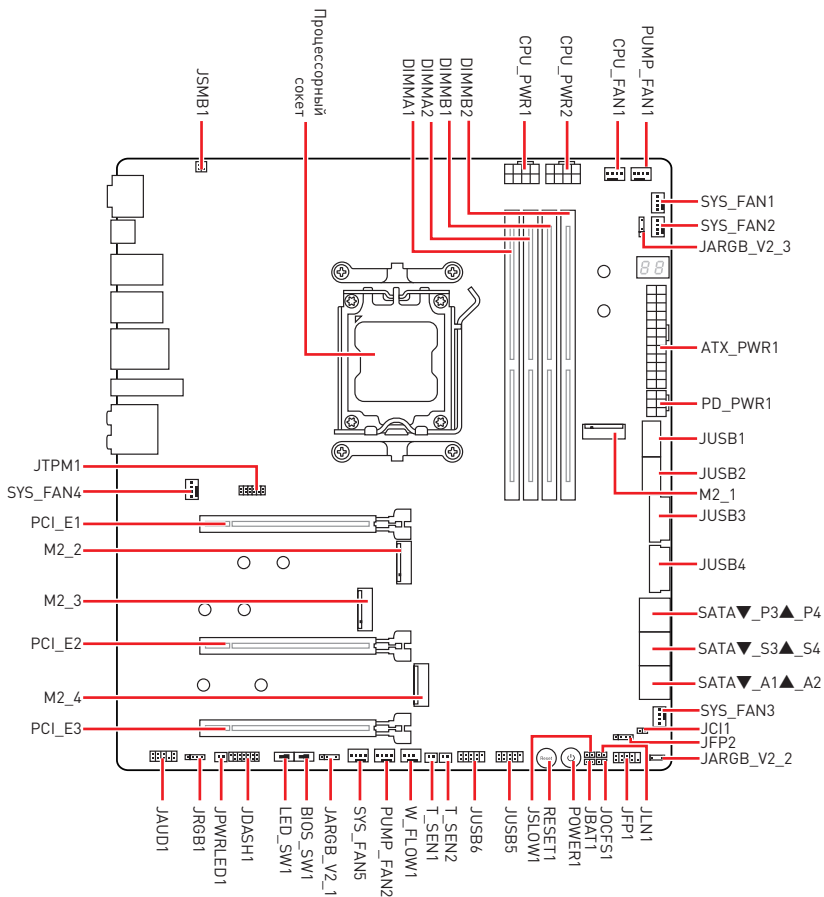 JSMB1
Процессорный
сокет
DIMMA1
DIMMA2
DIMMB1
DIMMB2
CPU_PWR1
CPU_PWR2
CPU_FAN1
PUMP_FAN1
SYS_FAN1
SYS_FAN2
JARGB_V2_3
88
ATX_PWR1
PD_PWR1
JUSB1
JUSB2
M2_1
JUSB3
JUSB4
SATA▼_P3▲_P4
SATA▼_S3▲_S4
SATA▼_A1▲_A2
SYS_FAN3
JCI1
JFP2
JARGB_V2_2
JTPM1
SYS_FAN4
PCI_E1
M2_2
M2_3
PCI_E2
M2_4
PCI_E3
Reset
JAUD1
JRGB1
JPWRLED1
JDASH1
LED_SW1
BIOS_SW1
JARGB_V2_1
SYS_FAN5
PUMP_FAN2
W_FLOW1
T_SEN1
T_SEN2
JUSB6
JUSB5
JSLOW1
RESET1
POWER1
JBAT1
JOCFS1
JFP1
JLN1